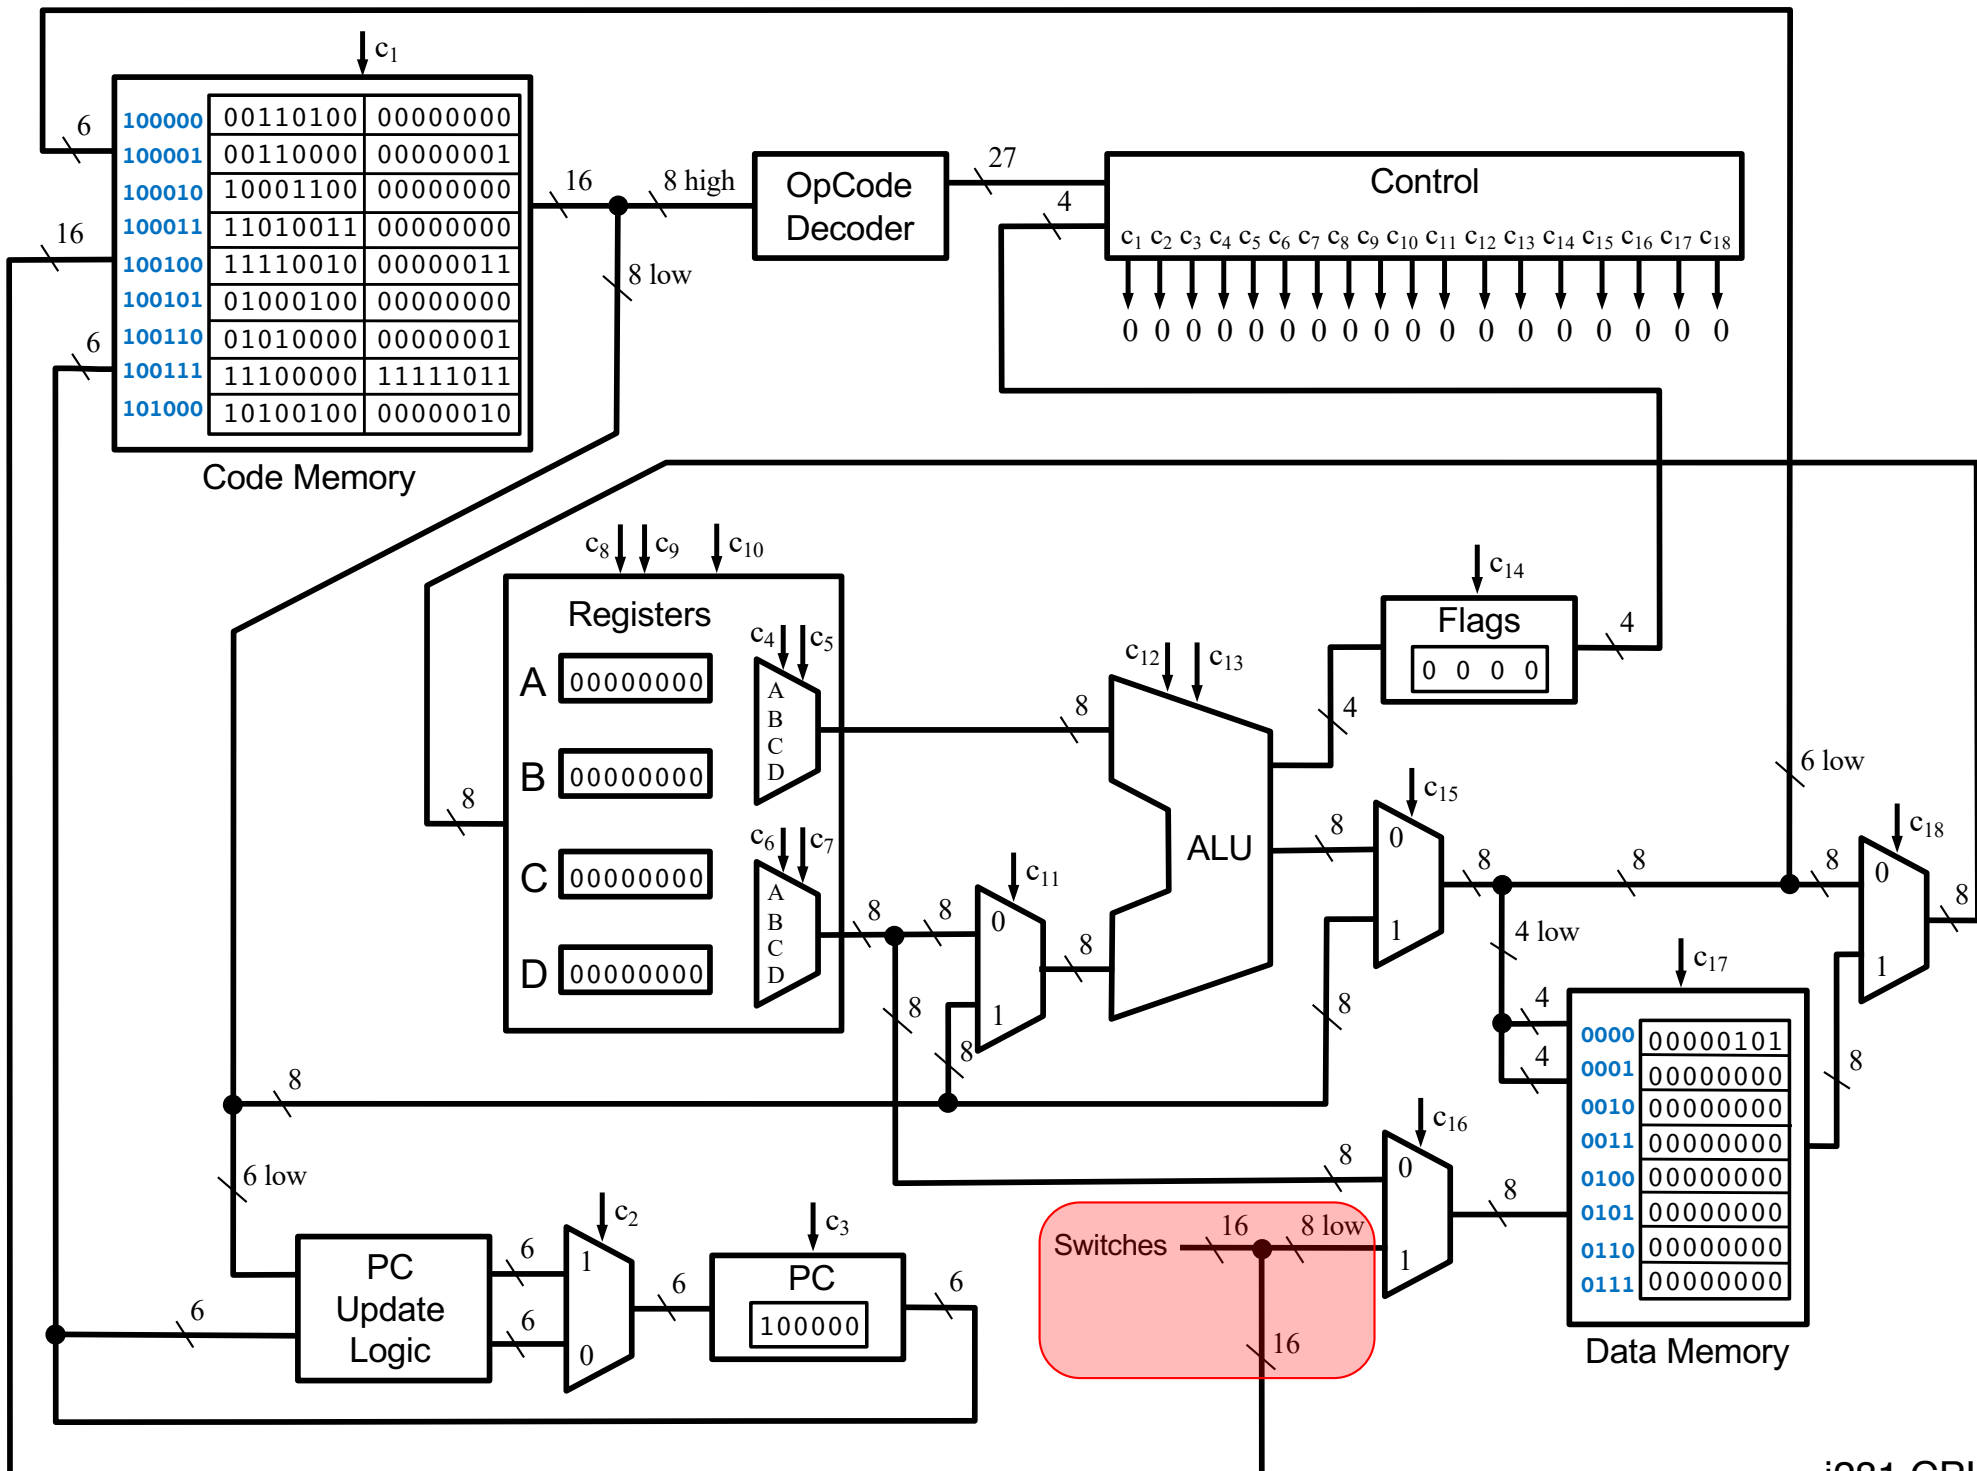 c1
100000 00110100 00000000
100001 00110000 00000001
100010 10001100 00000000
100011 11010011 00000000
100100 11110010 00000011
100101 01000100 00000000
100110 01010000 00000001
100111 11100000 11111011
101000 10100100 00000010
Code Memory
6
16
6
16
8 high
8 low
OpCode
Decoder
27
4
Control
c1 c2 c3 c4 c5 c6 c7 c8 c9 c10 c11 c12 c13 c14 c15 c16 c17 c18
0 0 0 0 0 0 0 0 0 0 0 0 0 0 0 0 0 0
c8 c9 c10
Registers
A 00000000
B 00000000
C 00000000
D 00000000
c4 c5
A
B
C
D
c6 c7
A
B
C
D
8
8
8
8
8
c11
0
1
8
8
8
c12 c13
ALU
c14
Flags
0 0 0 0
4
4
c15
0
1
8
8
8
8
6 low
8
c18
0
1
8
4 low
4
4
c17
0000 00000101
0001 00000000
0010 00000000
0011 00000000
0100 00000000
0101 00000000
0110 00000000
0111 00000000
Data Memory
8
c16
0
1
8
8
Switches
16
8 low
16
6 low
PC
Update
Logic
6
6
6
c2
1
0
6
c3
PC
100000
6